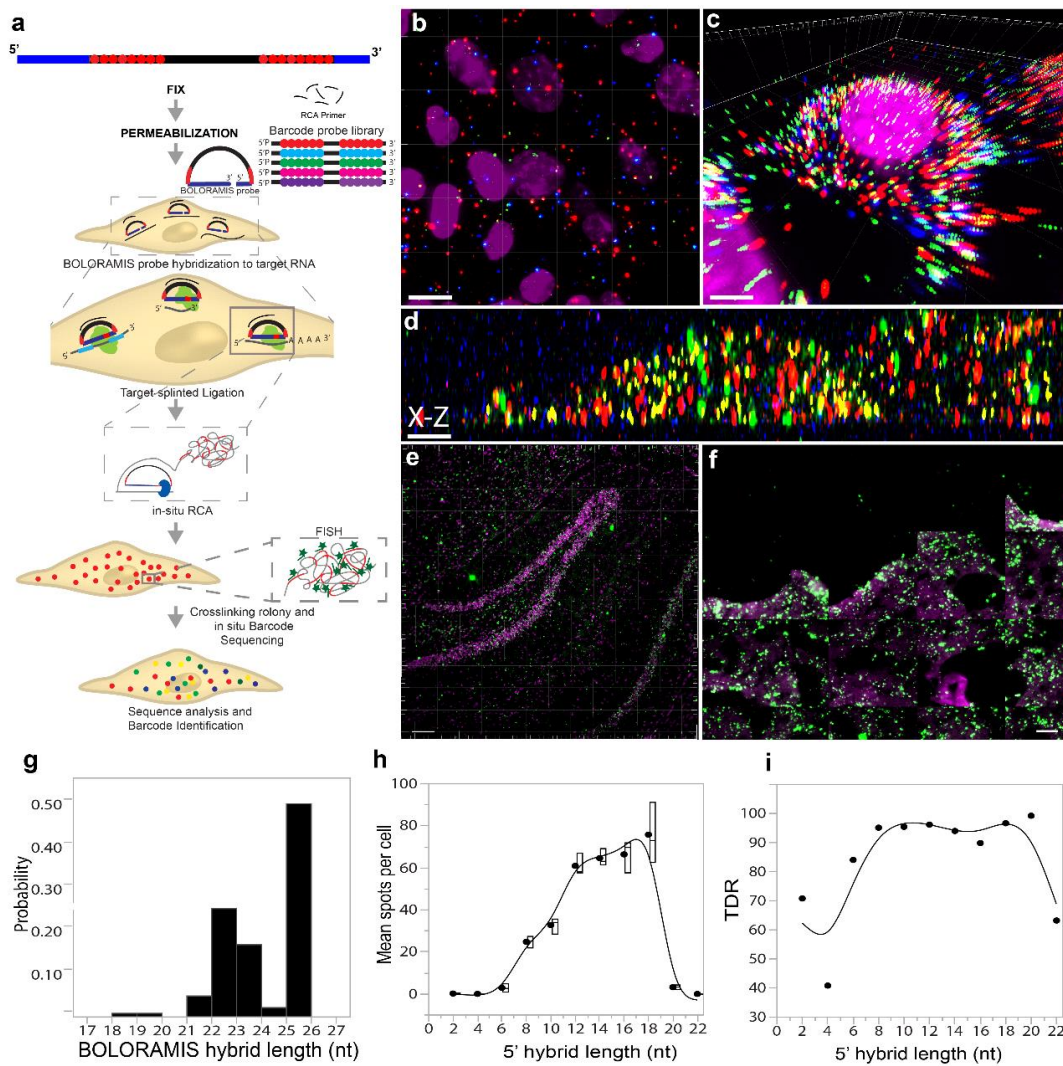 a
5' 3'
FIX
RCA Primer
PERMEABILIZATION
Barcode probe library
5'P 3'
5'P 3'
5'P 3'
5'P 3'
5'P 3'
3' 5'
BOLORAMIS probe
BOLORAMIS probe hybridization to target RNA
5' 3'
5' 3'
5' A A A A 3'
Target-splinted Ligation
in-situ RCA
FISH
Crosslinking rolony and
in situ Barcode
Sequencing
Sequence analysis and
Barcode Identification
b
c
d
X-Z
e
f
g
Probability
0.50
0.40
0.30
0.20
0.10
17 18 19 20 21 22 23 24 25 26 27
BOLORAMIS hybrid length (nt)
h
Mean spots per cell
100
80
60
40
20
0
0 2 4 6 8 10 12 14 16 18 20 22
5' hybrid length (nt)
i
TDR
100
90
80
70
60
50
40
30
0 2 4 6 8 10 12 14 16 18 20 22
5' hybrid length (nt)